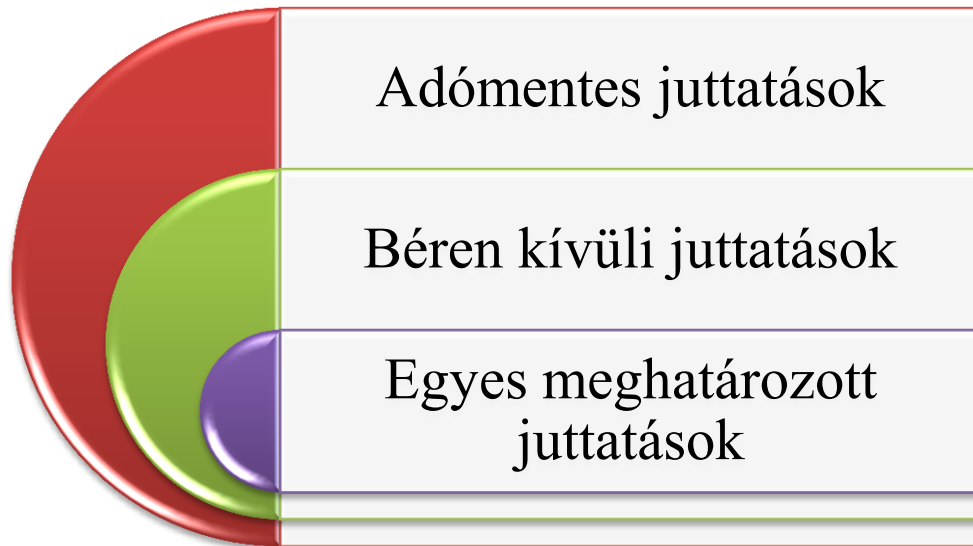 Adómentes juttatások
Béren kívüli juttatások
Egyes meghatározott
juttatások